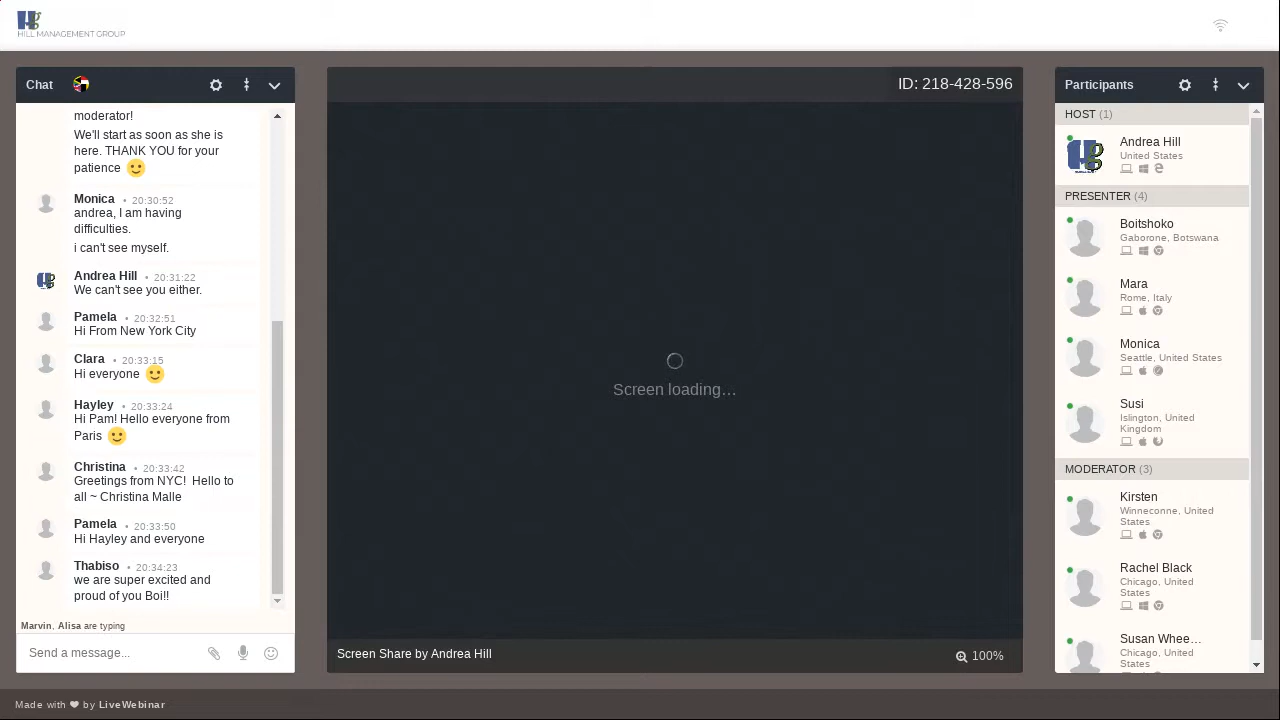 Hg
HILL MANAGEMENT GROUP
Chat
moderator!
We'll start as soon as she is
here. THANK YOU for your
patience
Monica • 20:30:52
andrea, I am having
difficulties.
i can't see myself.
Andrea Hill • 20:31:22
We can't see you either.
Pamela • 20:32:51
Hi From New York City
Clara • 20:33:15
Hi everyone
Hayley • 20:33:24
Hi Pam! Hello everyone from
Paris
Christina • 20:33:42
Greetings from NYC! Hello to
all ~ Christina Malle
Pamela • 20:33:50
Hi Hayley and everyone
Thabiso • 20:34:23
we are super excited and
proud of you Boi!!
Marvin, Alisa are typing
Send a message...
ID: 218-428-596
Screen loading...
Screen Share by Andrea Hill
100%
Participants
HOST (1)
Andrea Hill
United States
PRESENTER (4)
Boitshoko
Gaborone, Botswana
Mara
Rome, Italy
Monica
Seattle, United States
Susi
Islington, United
Kingdom
MODERATOR (3)
Kirsten
Winneconne, United
States
Rachel Black
Chicago, United
States
Susan Whee...
Chicago, United
States
Made with ❤ by LiveWebinar